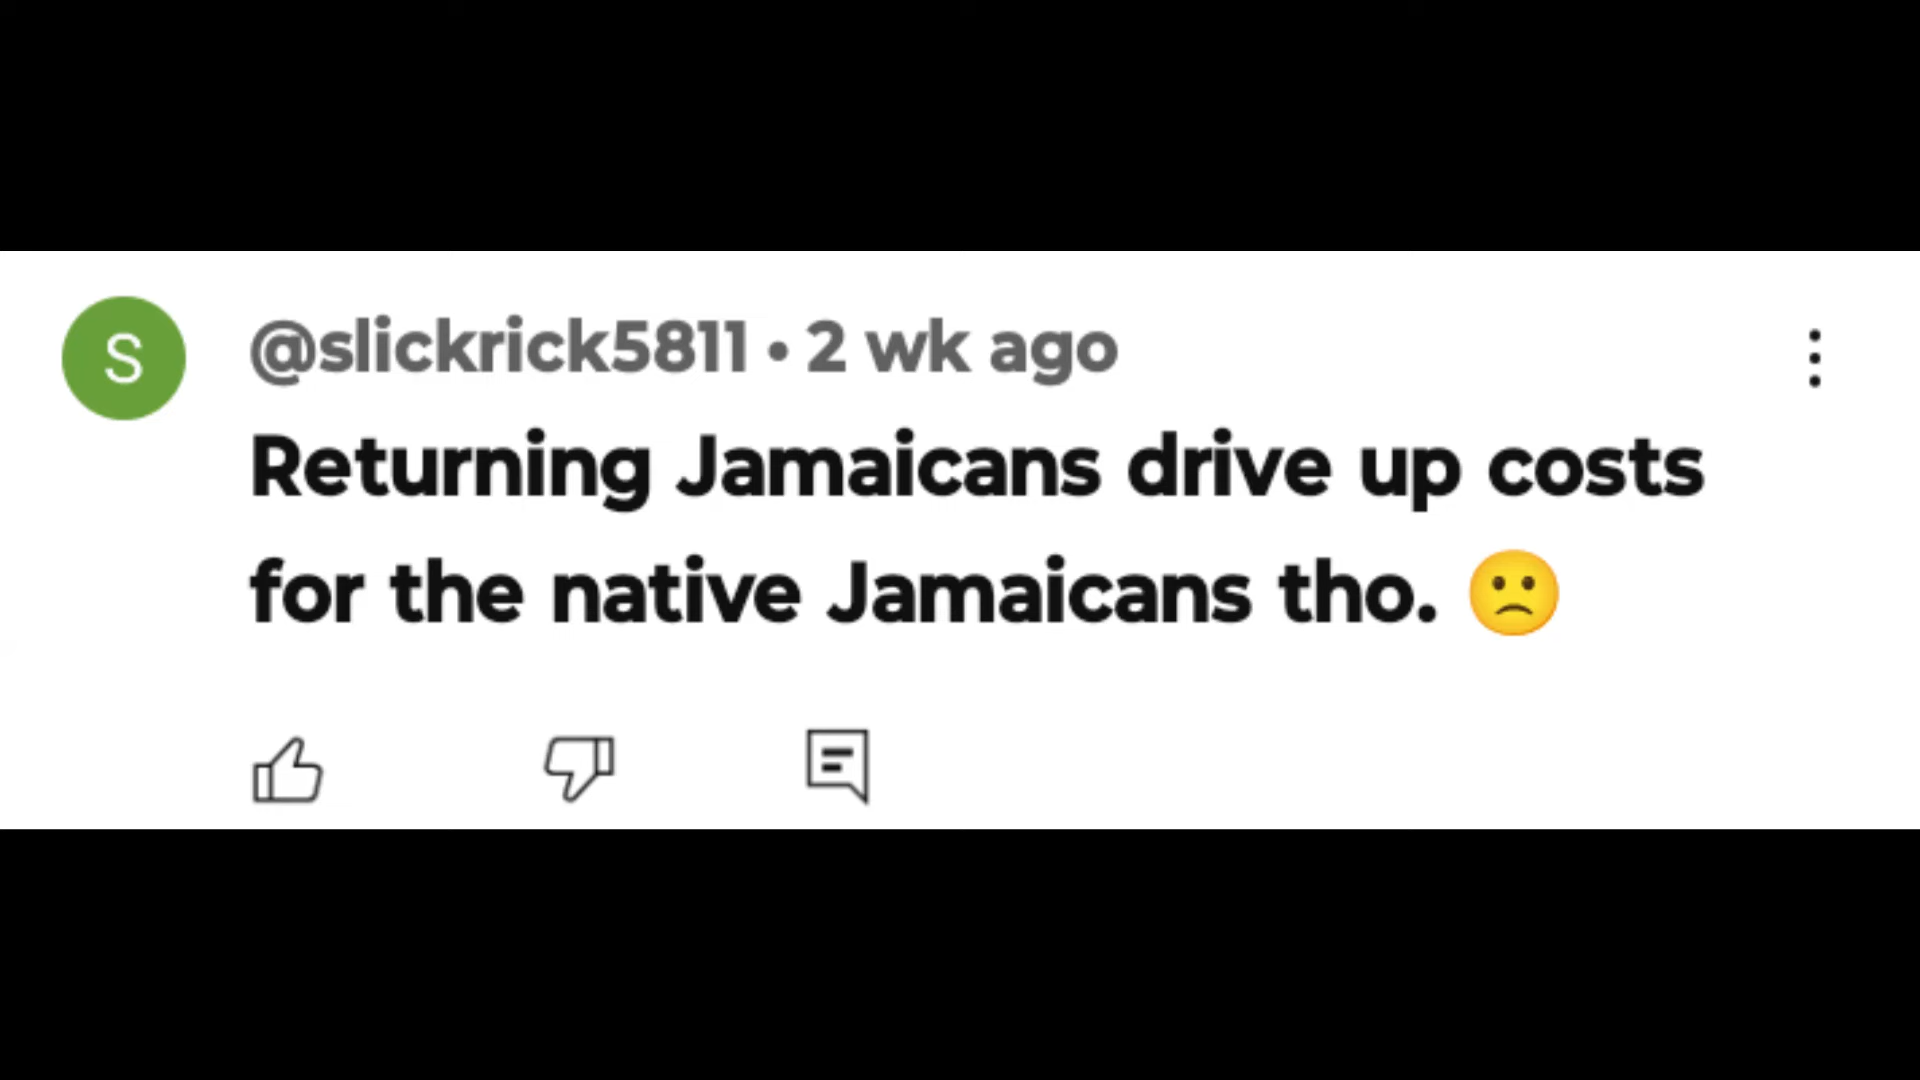 S
@slickrick5811 • 2 wk ago
Returning Jamaicans drive up costs
for the native Jamaicans tho. 🙁